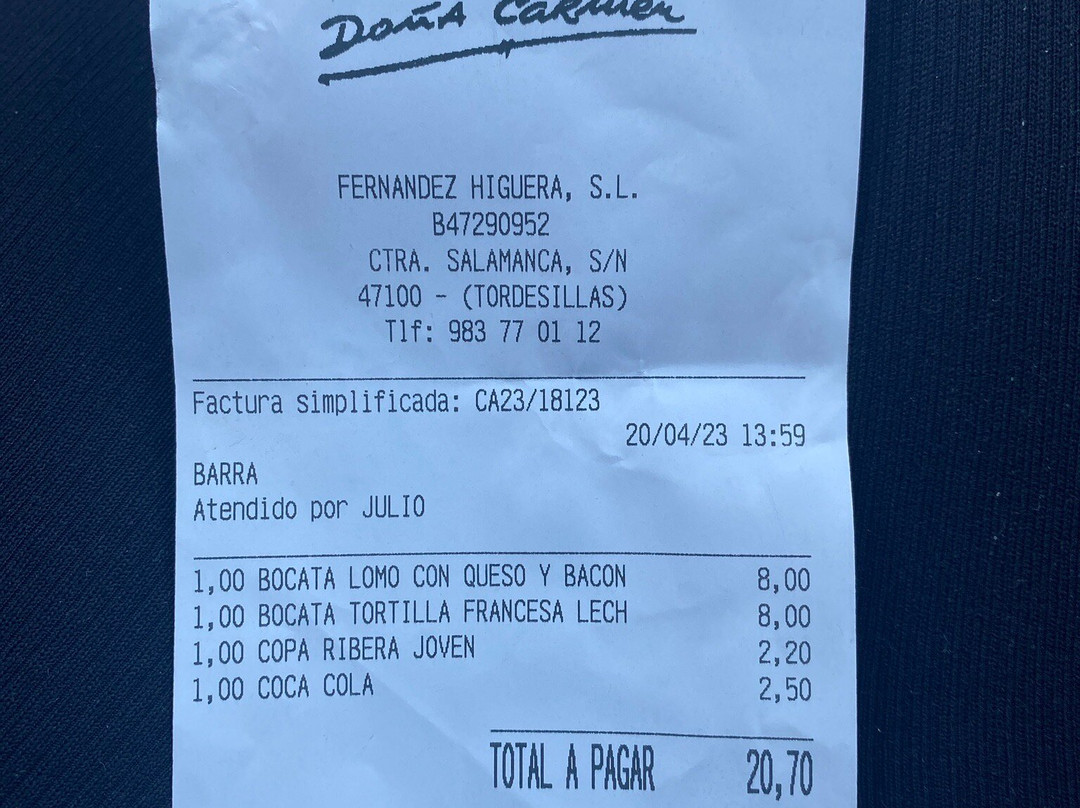 DOÑA CARMEN
FERNANDEZ HIGUERA, S.L.
B47290952
CTRA. SALAMANCA, S/N
47100 - (TORDESILLAS)
Tlf: 983 77 01 12
Factura simplificada: CA23/18123
20/04/23 13:59
BARRA
Atendido por JULIO
1,00 BOCATA LOMO CON QUESO Y BACON 8,00
1,00 BOCATA TORTILLA FRANCESA LECH 8,00
1,00 COPA RIBERA JOVEN 2,20
1,00 COCA COLA 2,50
TOTAL A PAGAR 20,70